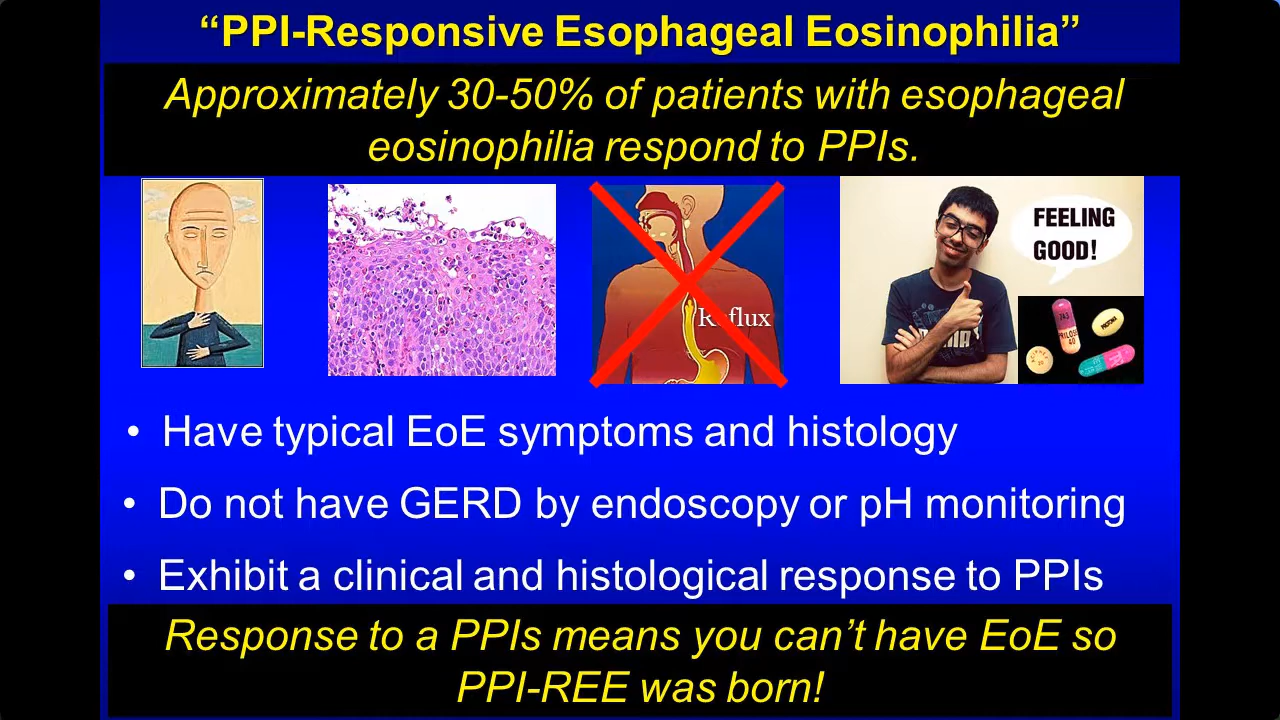 “PPI-Responsive Esophageal Eosinophilia”
Approximately 30-50% of patients with esophageal
eosinophilia respond to PPIs.
Reflux
FEELING
GOOD!
• Have typical EoE symptoms and histology
• Do not have GERD by endoscopy or pH monitoring
• Exhibit a clinical and histological response to PPIs
Response to a PPIs means you can’t have EoE so
PPI-REE was born!